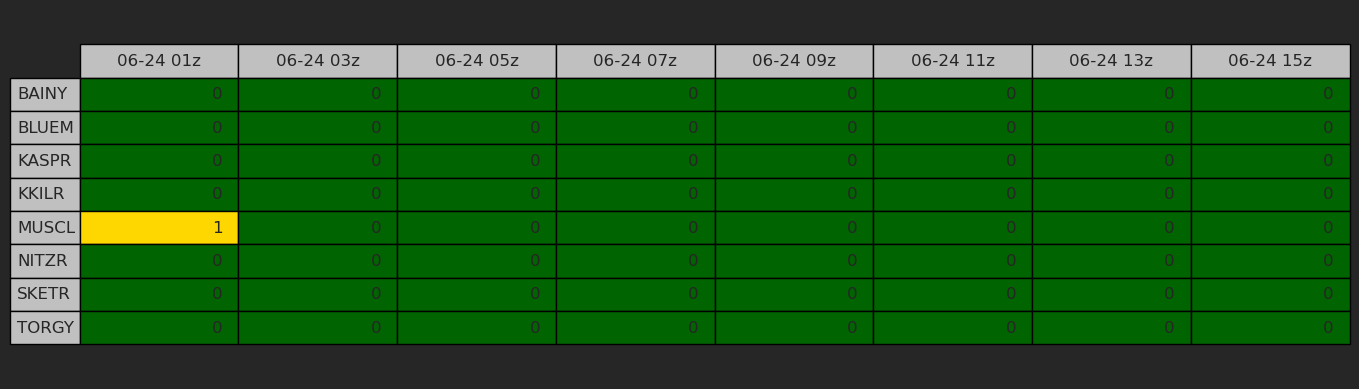 06-24 01z 06-24 03z 06-24 05z 06-24 07z 06-24 09z 06-24 11z 06-24 13z 06-24 15z
BAINY 0 0 0 0 0 0 0 0
BLUEM 0 0 0 0 0 0 0 0
KASPR 0 0 0 0 0 0 0 0
KKILR 0 0 0 0 0 0 0 0
MUSCL 1 0 0 0 0 0 0 0
NITZR 0 0 0 0 0 0 0 0
SKETR 0 0 0 0 0 0 0 0
TORGY 0 0 0 0 0 0 0 0